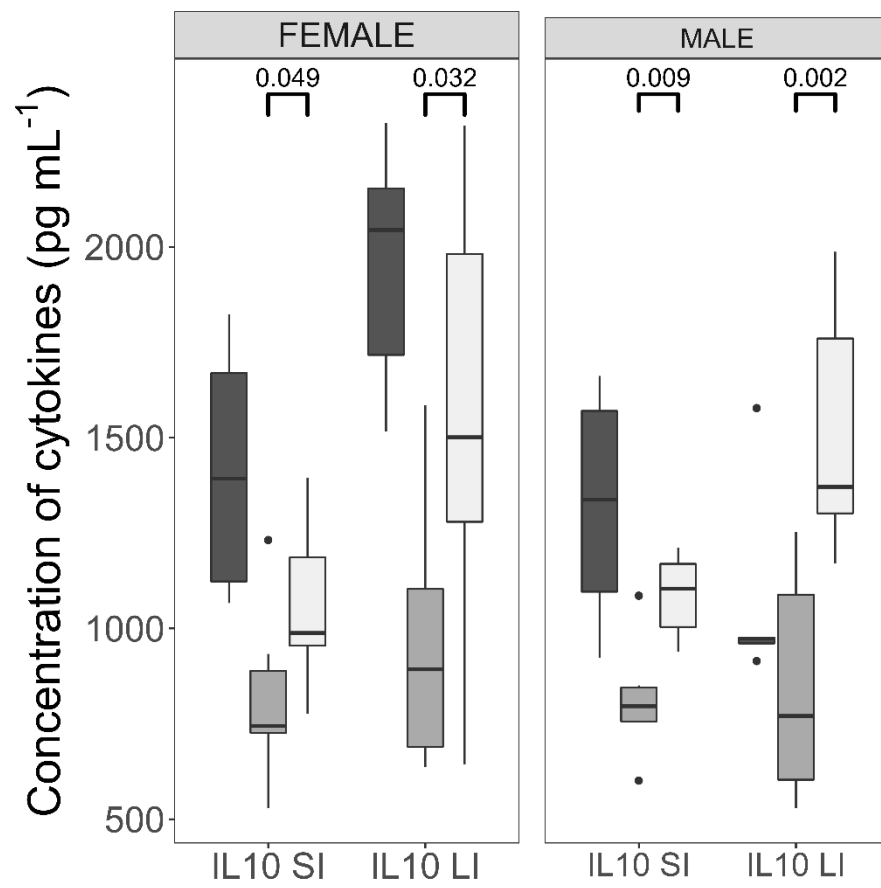 FEMALE
MALE
0.049
0.032
0.009
0.002
Concentration of cytokines (pg mL⁻¹)
2000
1500
1000
500
IL10 SI
IL10 LI
IL10 SI
IL10 LI